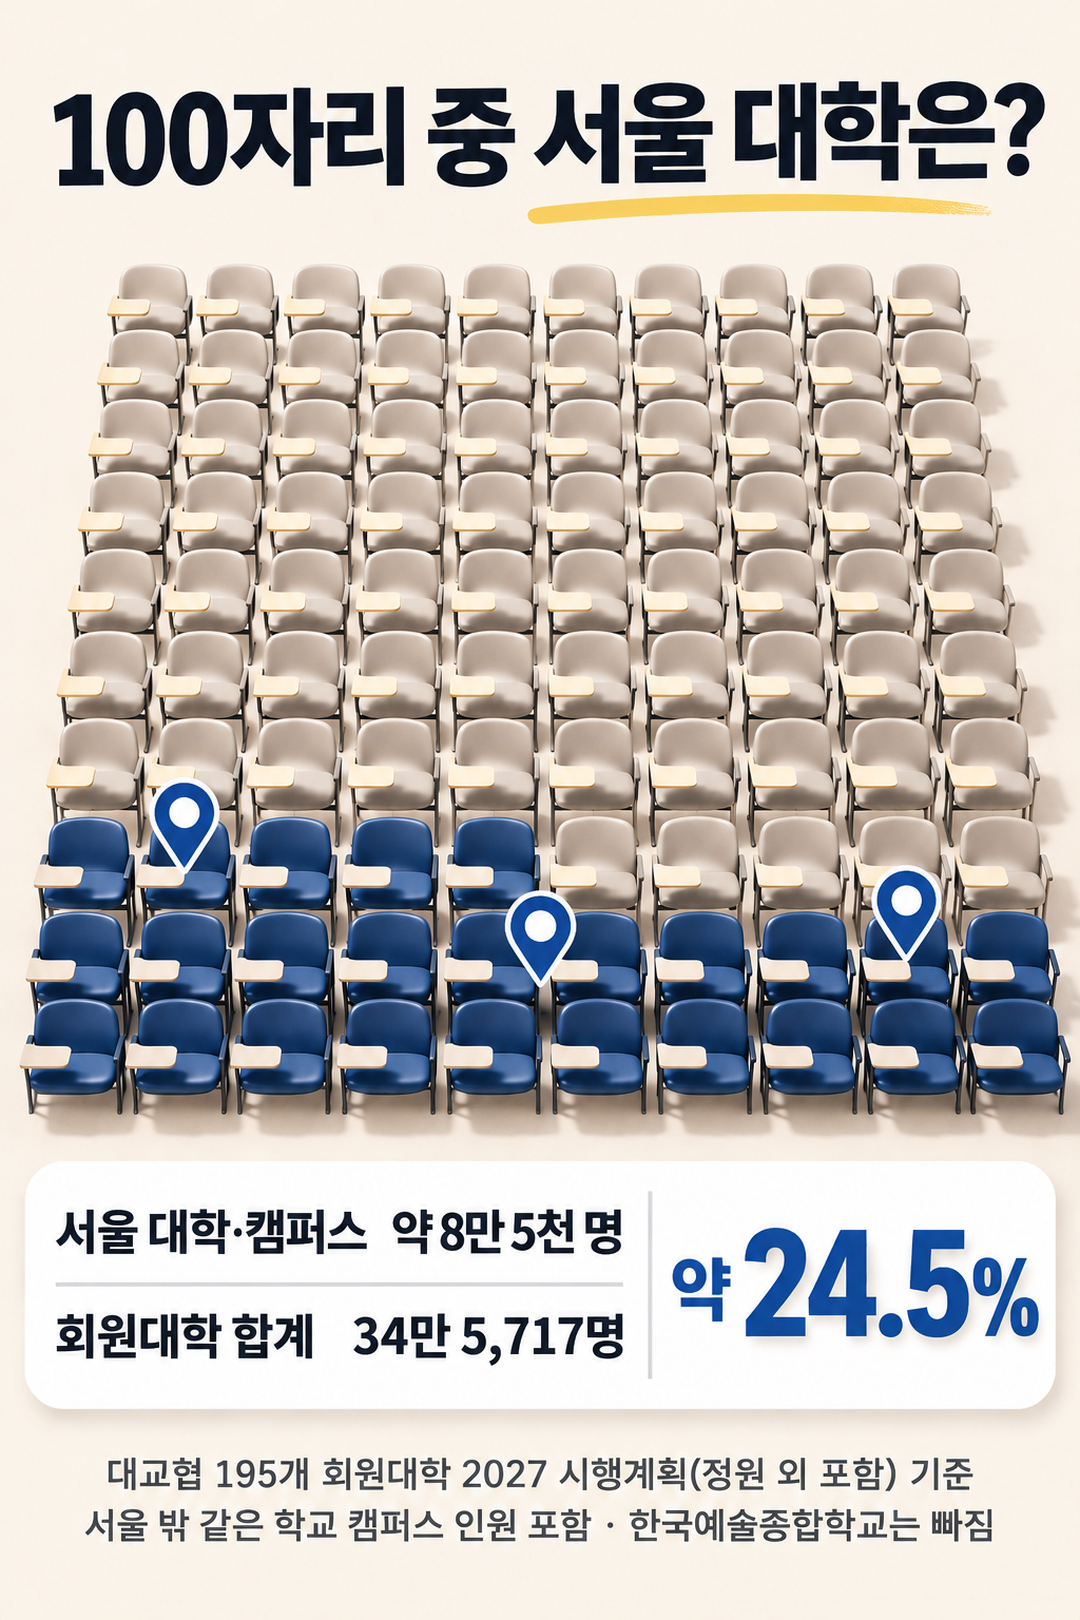 100자리 중 서울 대학은?
서울 대학·캠퍼스 약 8만 5천 명
회원대학 합계 34만 5,717명
약 24.5%
대교협 195개 회원대학 2027 시행계획(정원 외 포함) 기준
서울 밖 같은 학교 캠퍼스 인원 포함 · 한국예술종합학교는 빠짐